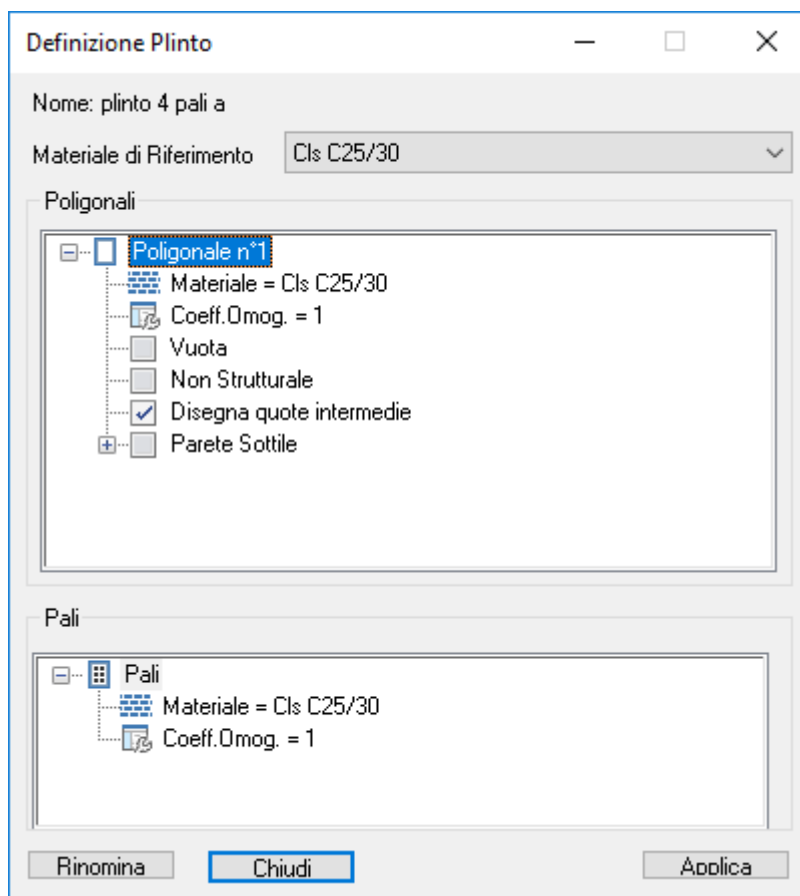 Definizione Plinto
Nome: plinto 4 pali a
Materiale di Riferimento Cls C25/30
Poligonali
Poligonale n°1
Materiale = Cls C25/30
Coeff.Omog. = 1
Vuota
Non Strutturale
Disegna quote intermedie
Parete Sottile
Pali
Pali
Materiale = Cls C25/30
Coeff.Omog. = 1
Rinomina Chiudi Applica